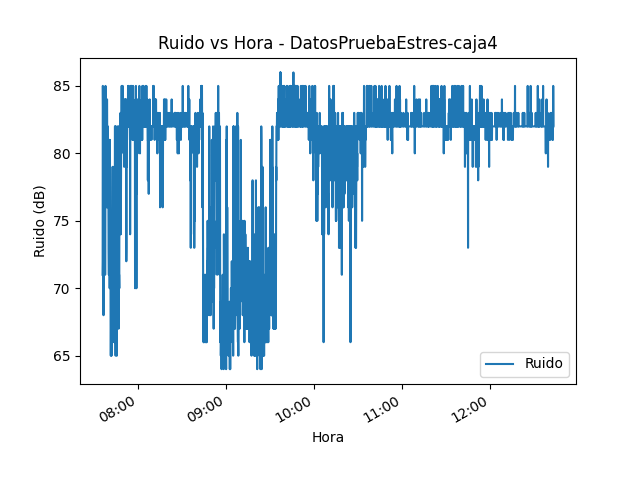 Ruido vs Hora - DatosPruebaEstres-caja4
Ruido (dB)
85
80
75
70
65
Ruido
08:00
09:00
10:00
11:00
12:00
Hora